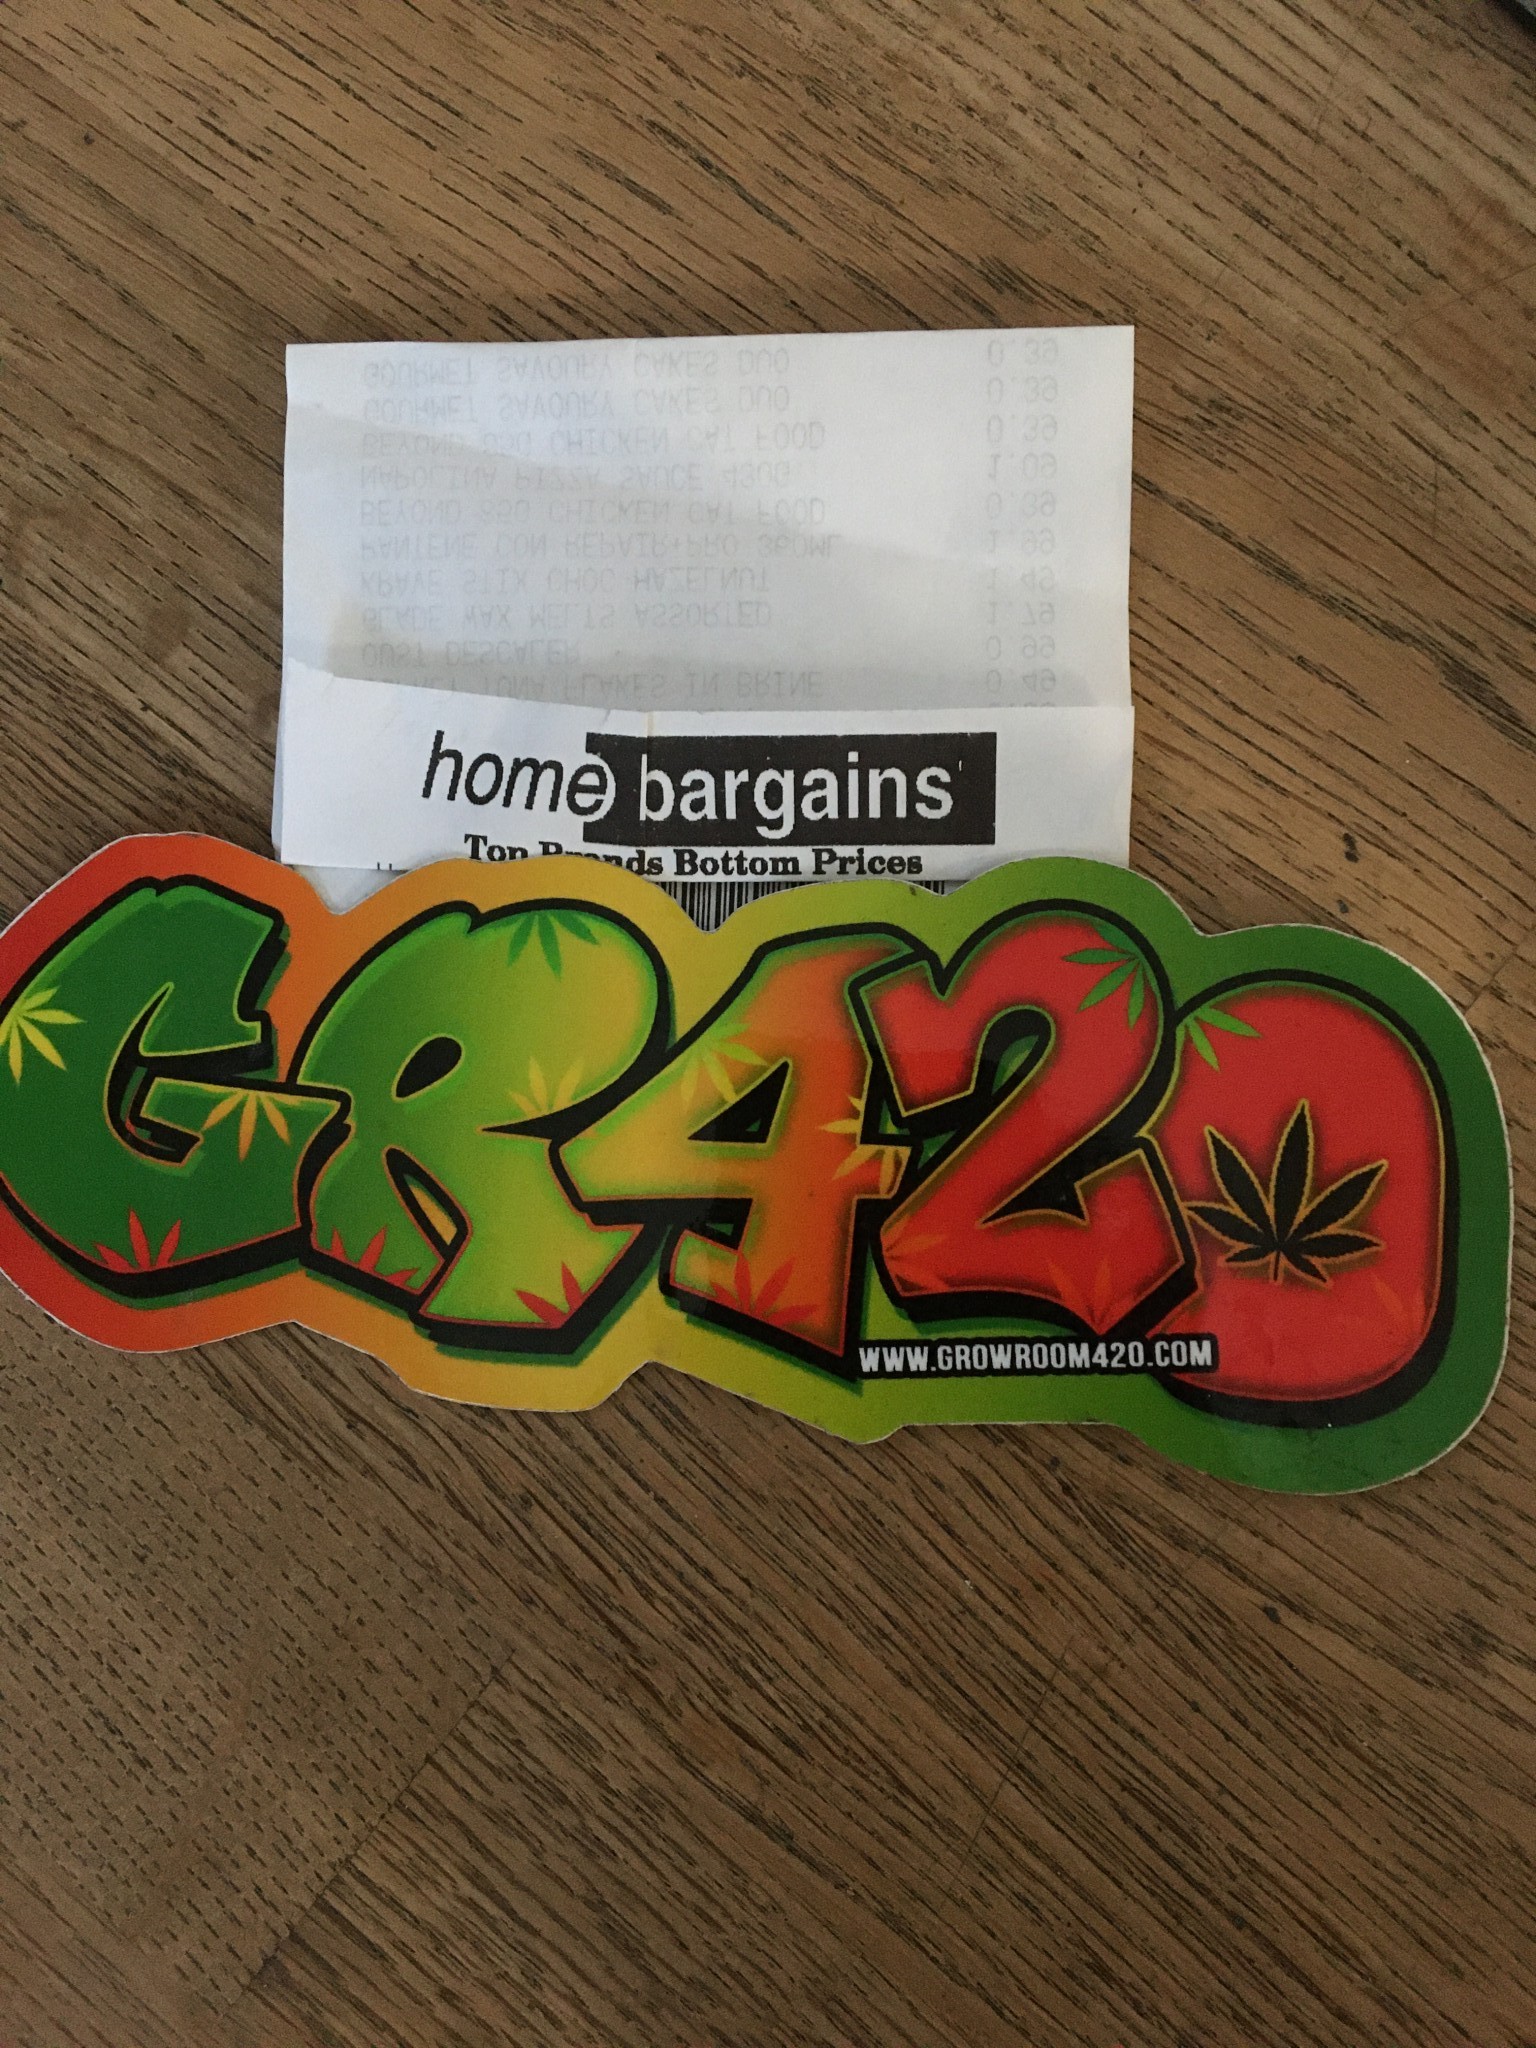 GOURMET SAVOURY CAKES DUO 0.39
GOURMET SAVOURY CAKES DUO 0.39
BEYOND 85G CHICKEN CAT FOOD 0.39
NAPOLINA PIZZA SAUCE 430G 1.09
BEYOND 85G CHICKEN CAT FOOD 0.39
PANTENE CON REPAIR+PRO 360ML 1.99
KPAVE STIX CHOC HAZELNUT 1.49
GLADE WAX MELTS ASSORTED 1.79
OUST DESCALER 0.99
TUNA FLAKES IN BRINE 0.49
home bargains
Top Brands Bottom Prices
GR420
WWW.GROWROOM420.COM